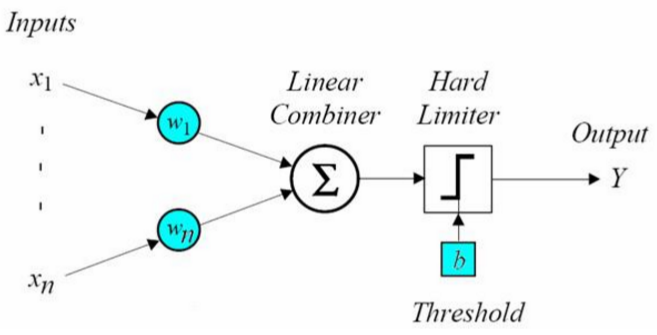 Inputs
x1
w1
wn
xn
Linear
Combiner
Σ
Hard
Limiter
b
Threshold
Output
Y